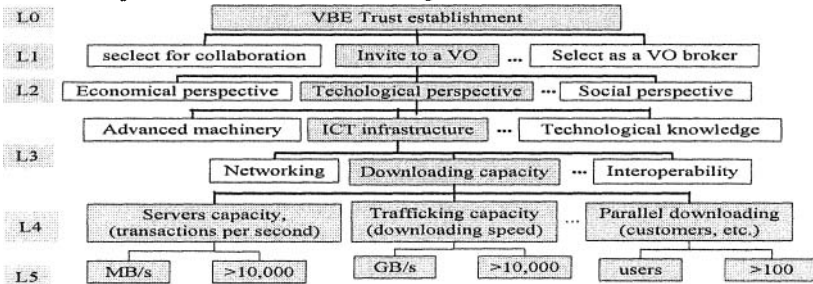 L0 VBE Trust establishment
L1 seclect for collaboration Invite to a VO ... Select as a VO broker
L2 Economical perspective Techological perspective ... Social perspective
Advanced machinery ICT infrastructure ... Technological knowledge
L3
Networking Downloading capacity ... Interoperability
Servers capacity, Trafficking capacity Parallel downloading
L4 (transactions per second) (downloading speed) ... (customers, etc.)
L5 MB/s >10,000 GB/s >10,000 users >100